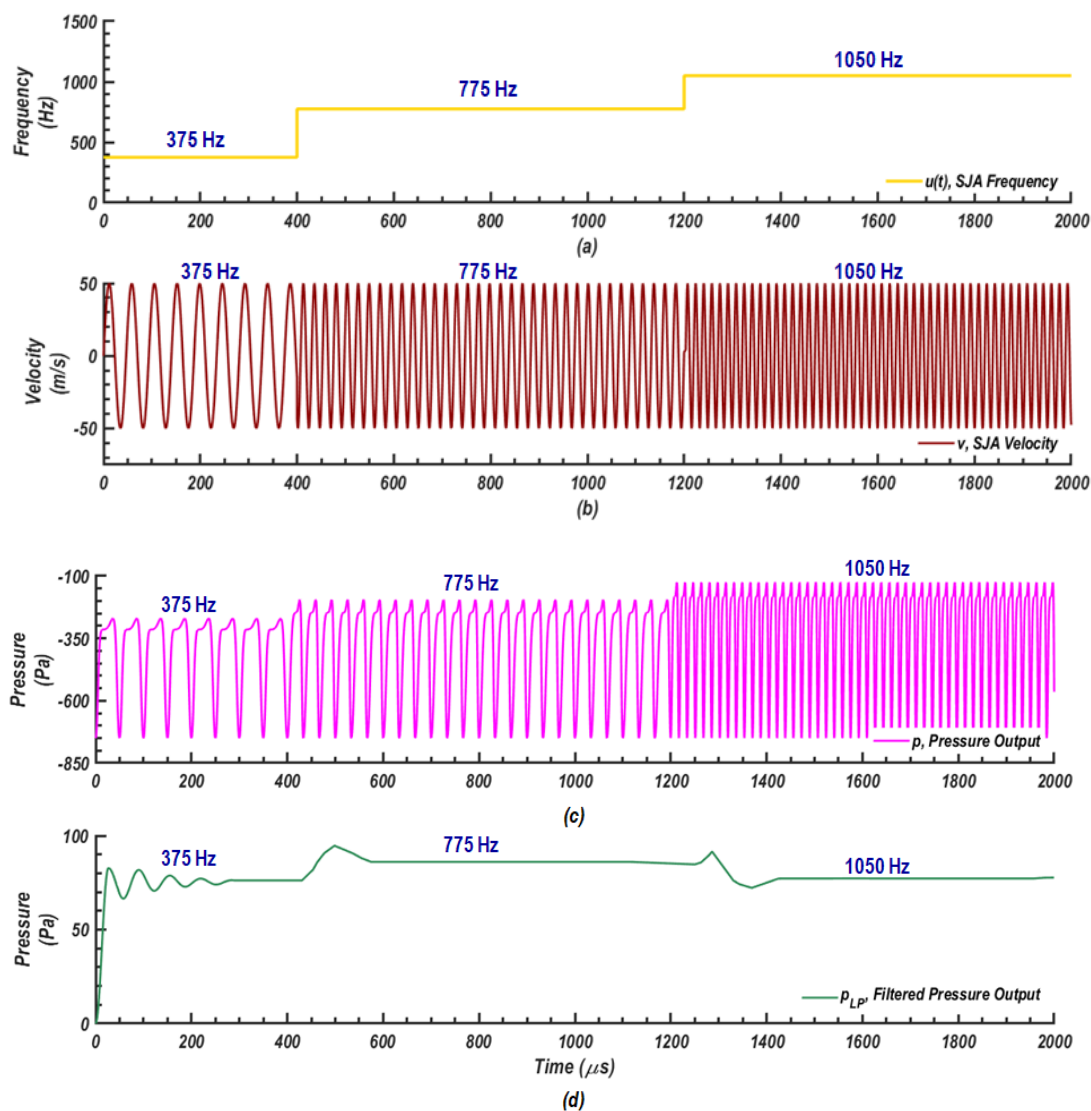 1500
1000
500
0
Frequency
(Hz)
375 Hz
775 Hz
1050 Hz
u(t), SJA Frequency
0 200 400 600 800 1000 1200 1400 1600 1800 2000
(a)
375 Hz
775 Hz
1050 Hz
50
0
-50
Velocity
(m/s)
v, SJA Velocity
0 200 400 600 800 1000 1200 1400 1600 1800 2000
(b)
375 Hz
775 Hz
1050 Hz
-100
-350
-600
-850
Pressure
(Pa)
p, Pressure Output
0 200 400 600 800 1000 1200 1400 1600 1800 2000
(c)
375 Hz
775 Hz
1050 Hz
100
50
0
Pressure
(Pa)
pLP, Filtered Pressure Output
0 200 400 600 800 1000 1200 1400 1600 1800 2000
Time (μs)
(d)